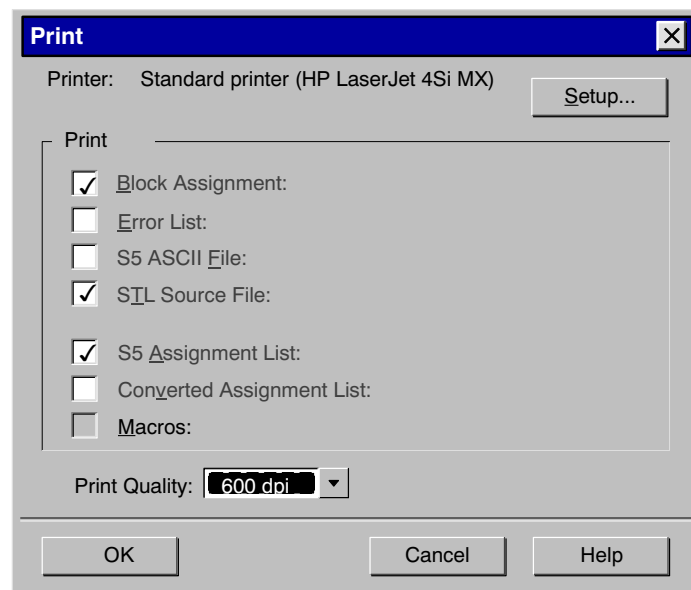 Print
Printer: Standard printer (HP LaserJet 4Si MX)
Setup...
Print
Block Assignment:
Error List:
S5 ASCII File:
STL Source File:
S5 Assignment List:
Converted Assignment List:
Macros:
Print Quality: 600 dpi
OK Cancel Help